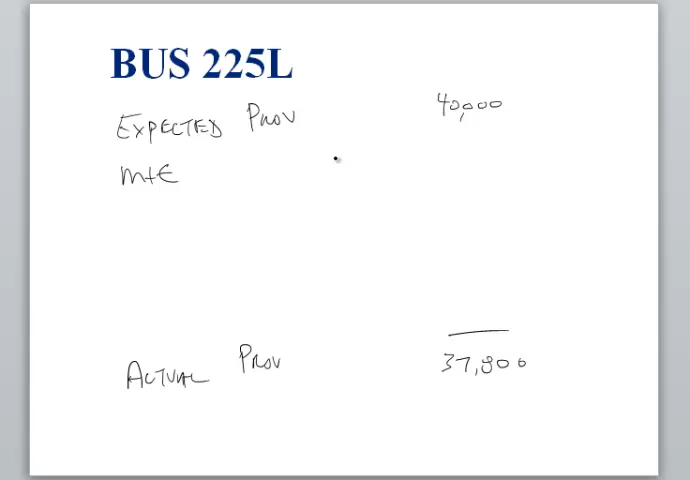 BUS 225L
EXPECTED PROV 40,000
M+E
ACTUAL PROV 37,800